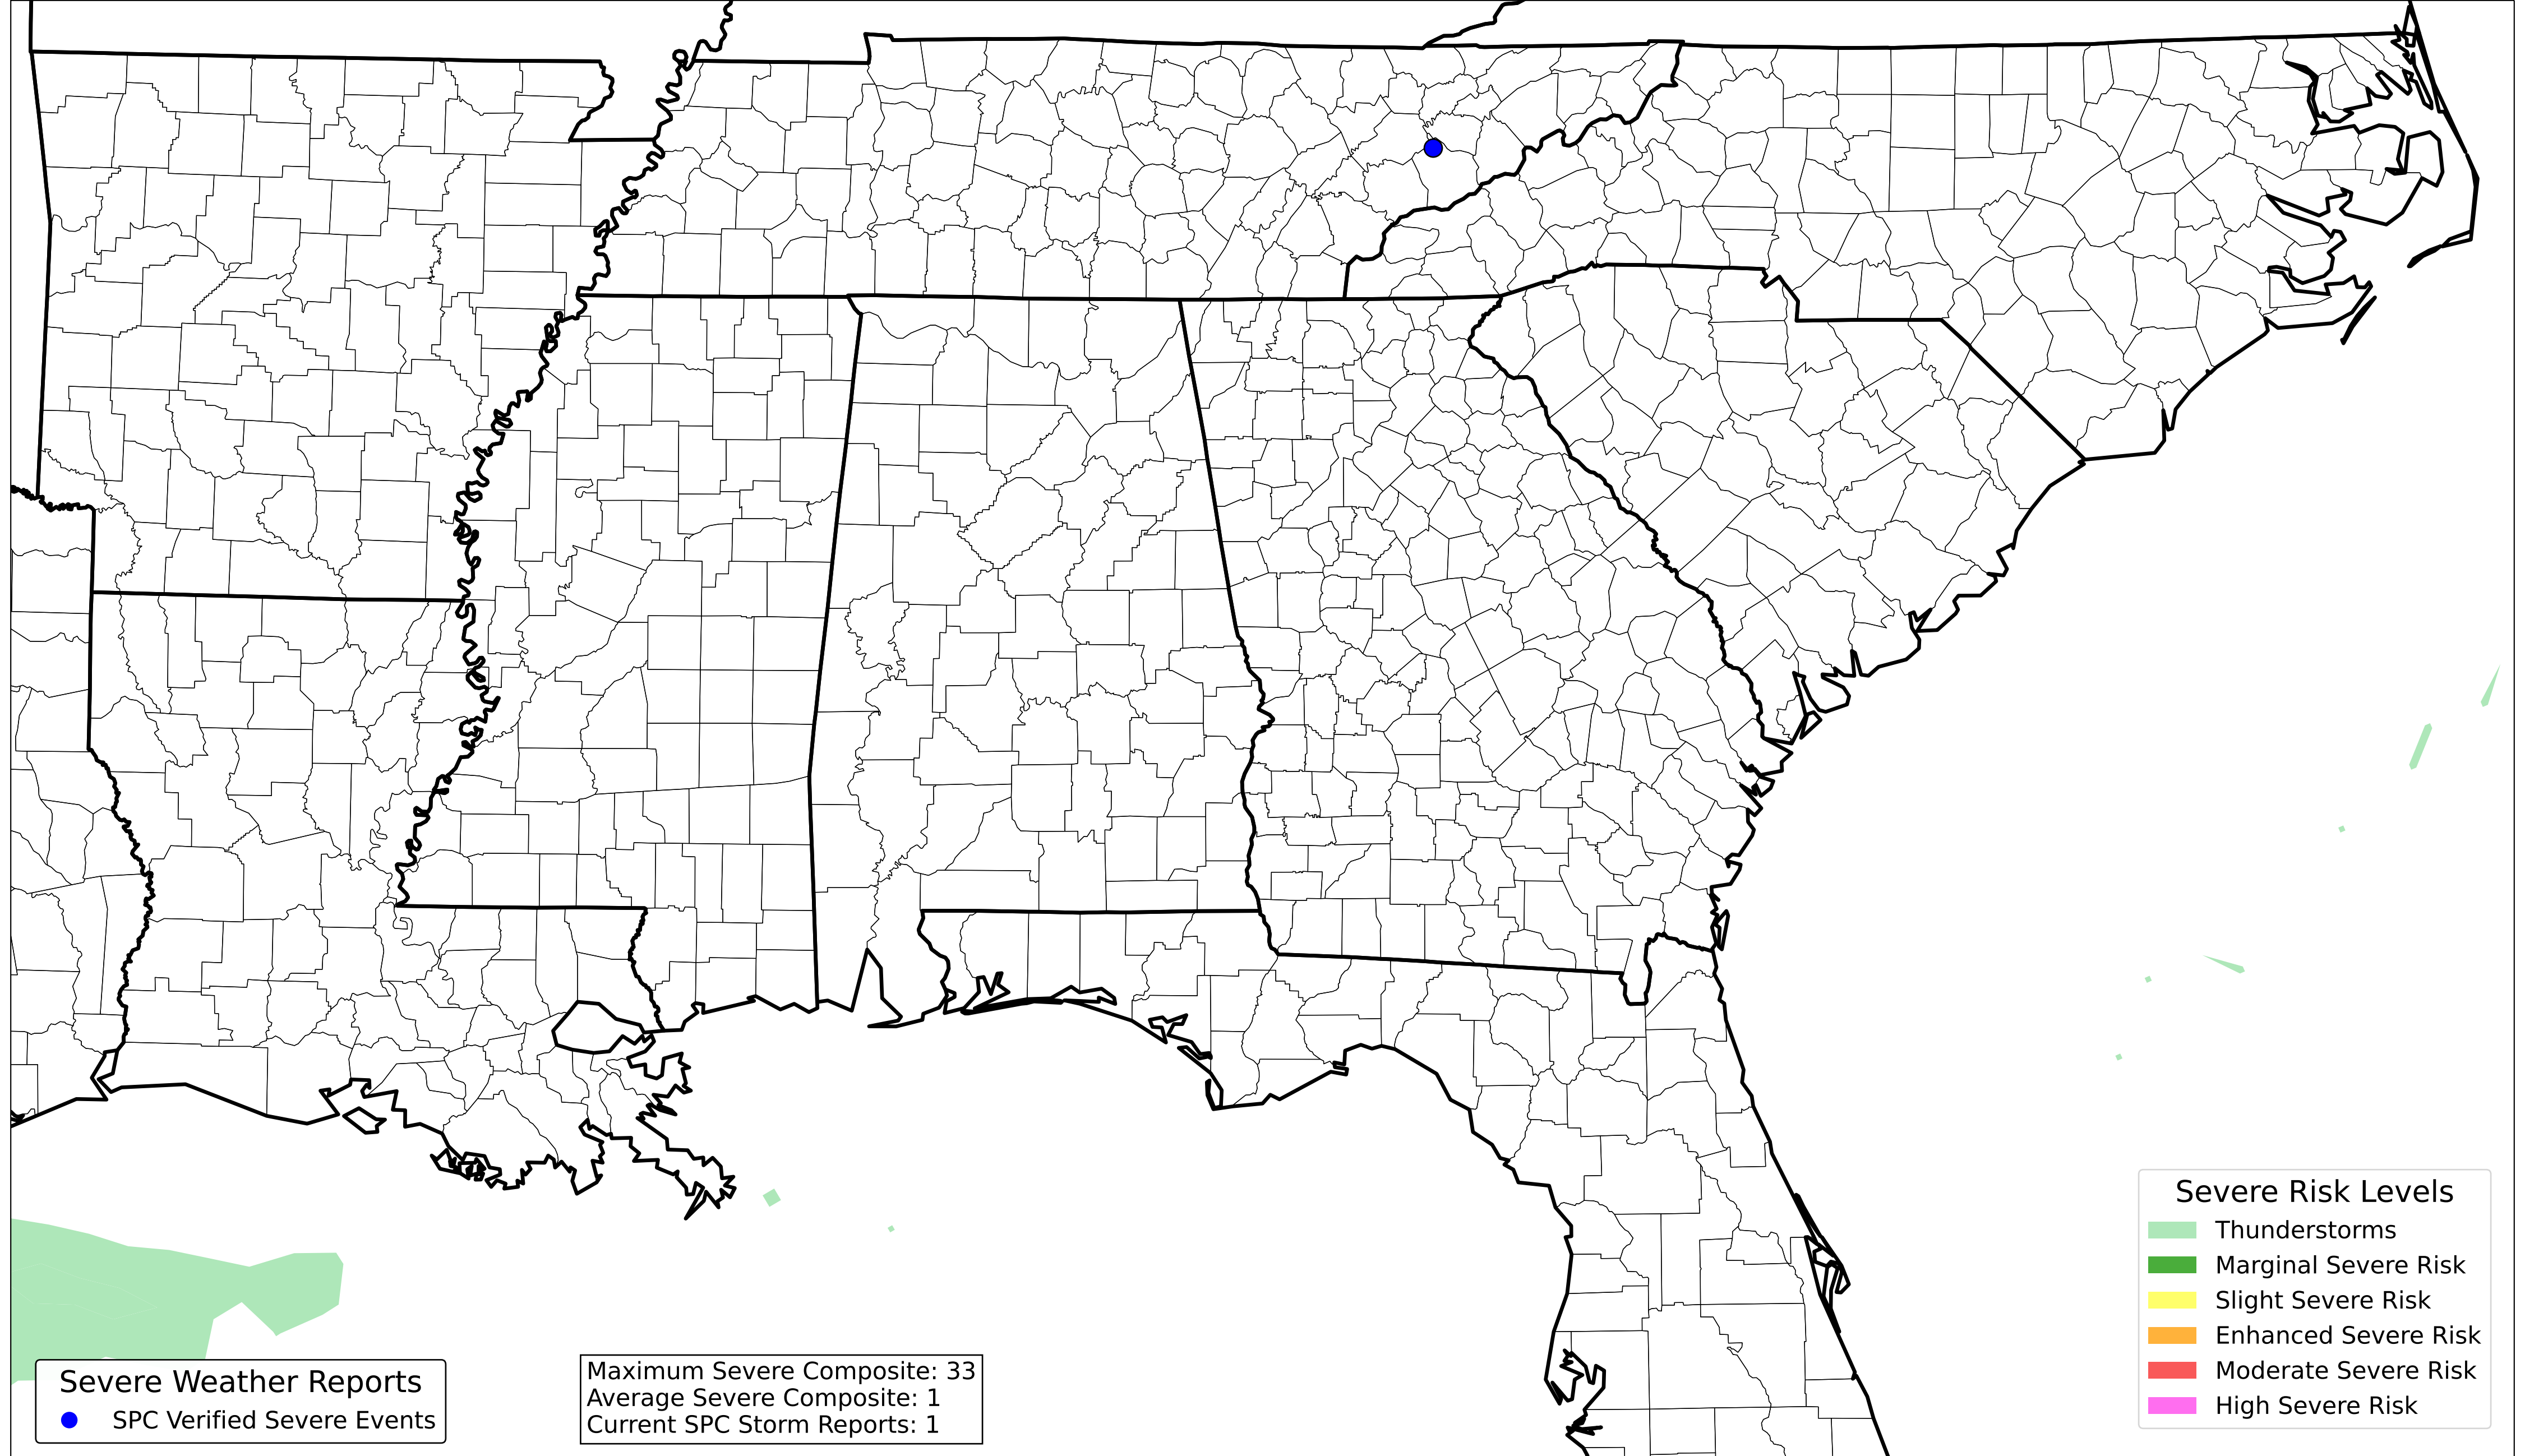 Severe Risk Levels
Thunderstorms
Marginal Severe Risk
Slight Severe Risk
Enhanced Severe Risk
Moderate Severe Risk
High Severe Risk
Severe Weather Reports
SPC Verified Severe Events
Maximum Severe Composite: 33
Average Severe Composite: 1
Current SPC Storm Reports: 1